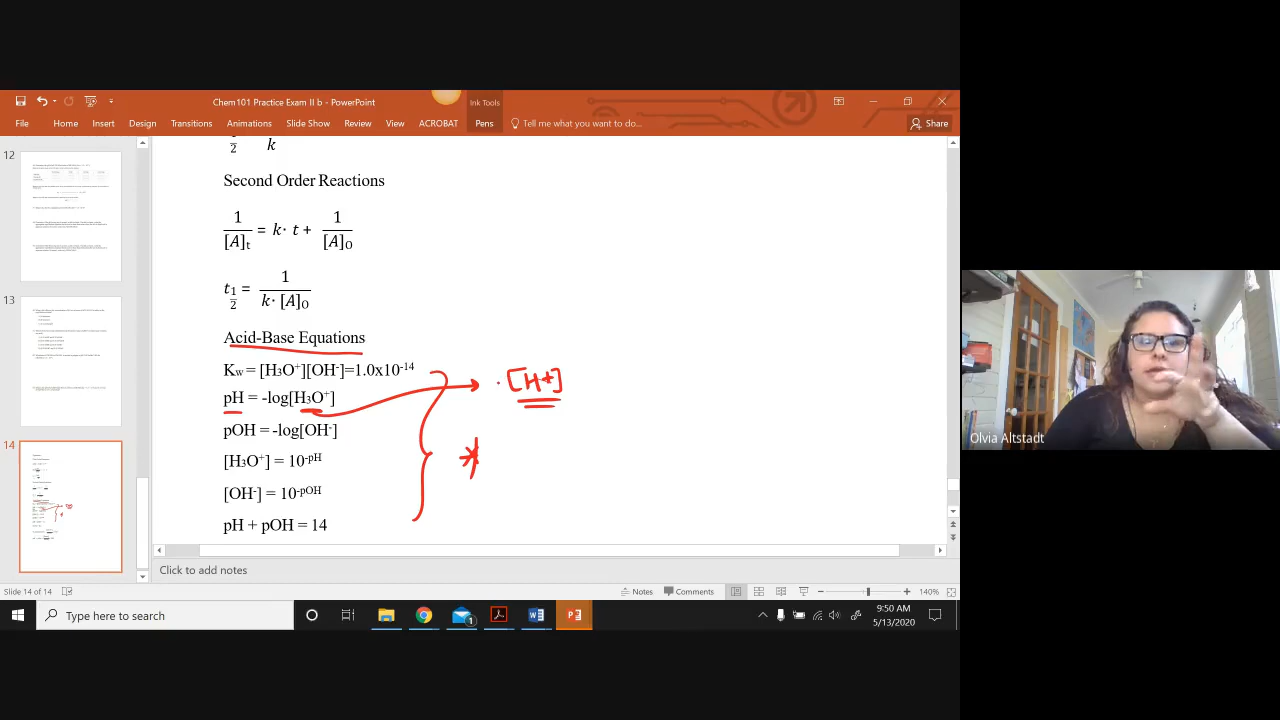 Chem101 Practice Exam II b - PowerPoint
Ink Tools
File Home Insert Design Transitions Animations Slide Show Review View ACROBAT Pens Tell me what you want to do... Share
12
13
14
2 k
Second Order Reactions
1/[A]t = k· t + 1/[A]0
t1/2 = 1/k· [A]0
Acid-Base Equations
Kw = [H3O+][OH-]=1.0x10-14
pH = -log[H3O+]
[H+]
pOH = -log[OH-]
[H3O+] = 10-pH
*
[OH-] = 10-pOH
pH + pOH = 14
Olvia Altstadt
Click to add notes
Slide 14 of 14 Notes Comments 140%
Type here to search
1
9:50 AM
5/13/2020